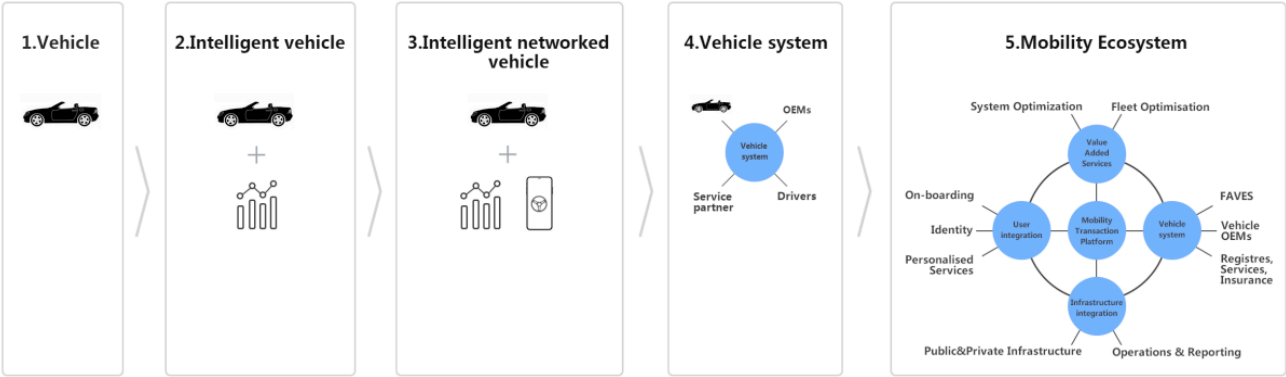 1.Vehicle
2.Intelligent vehicle
3.Intelligent networked
vehicle
4.Vehicle system
OEMs
Vehicle
system
Service
partner
Drivers
5.Mobility Ecosystem
System Optimization
Fleet Optimisation
Value
Added
Services
On-boarding
Identity
Personalised
Services
User
integration
Mobility
Transaction
Platform
Vehicle
system
FAVES
Vehicle
OEMs
Registres,
Services,
Insurance
Infrastructure
integration
Public&Private Infrastructure
Operations & Reporting